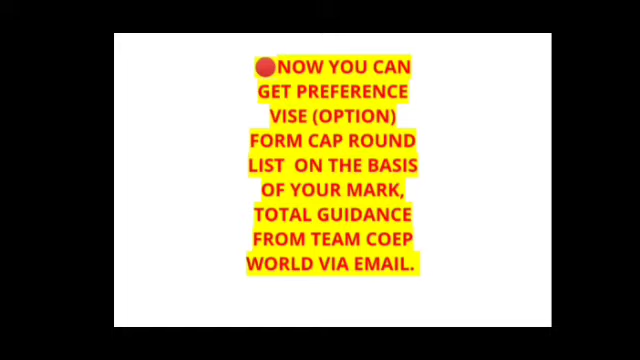 🔴NOW YOU CAN
GET PREFERENCE
VISE (OPTION)
FORM CAP ROUND
LIST ON THE BASIS
OF YOUR MARK,
TOTAL GUIDANCE
FROM TEAM COEP
WORLD VIA EMAIL.